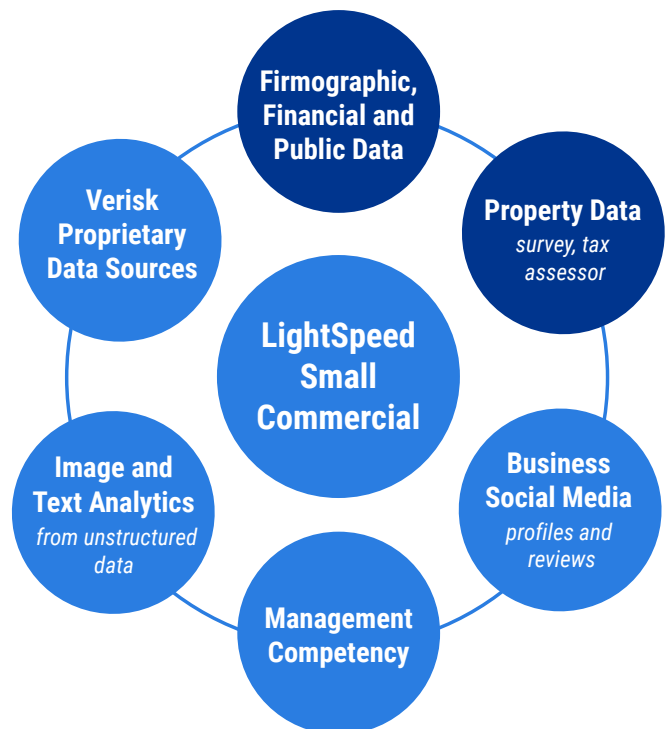 Firmographic,
Financial and
Public Data
Verisk
Proprietary
Data Sources
Property Data
survey, tax
assessor
LightSpeed
Small
Commercial
Image and
Text Analytics
from unstructured
data
Business
Social Media
profiles and
reviews
Management
Competency